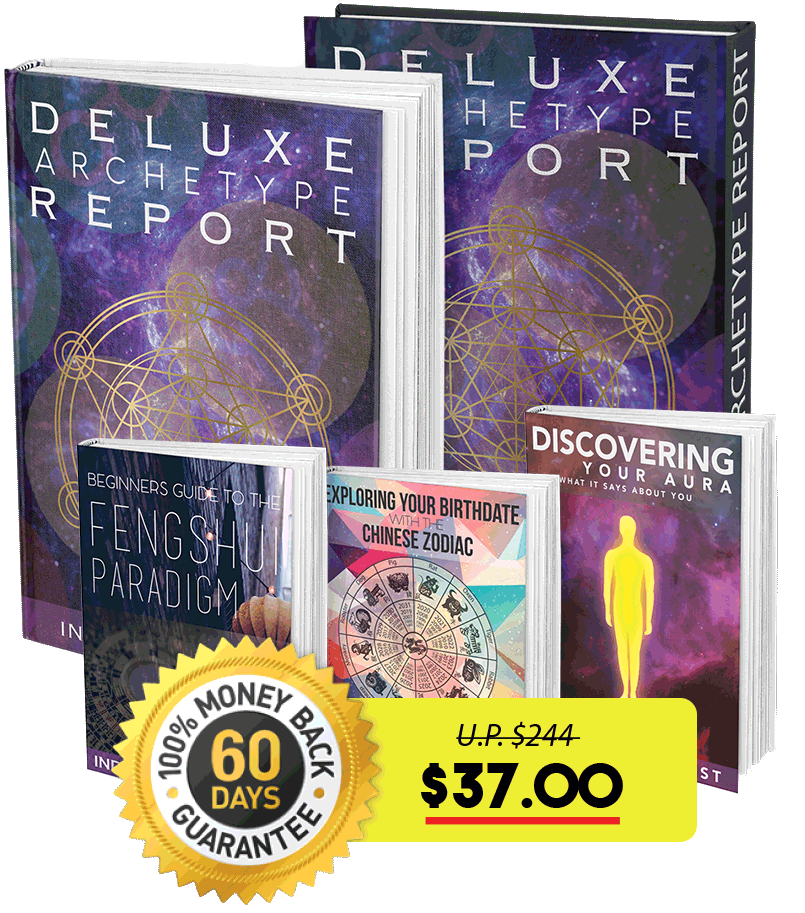 DELUXE
ARCHETYPE
REPORT
DELUXE
HETYPE
PORT
ARCHETYPE REPORT
DISCOVERING
YOUR AURA
WHAT IT SAYS ABOUT YOU
BEGINNERS GUIDE TO THE
FENGSHUI
PARADIGM
EXPLORING YOUR BIRTHDATE
WITH THE
CHINESE ZODIAC
Pig
Rat
100% MONEY BACK
60
DAYS
GUARANTEE
U.P. $244
$37.00